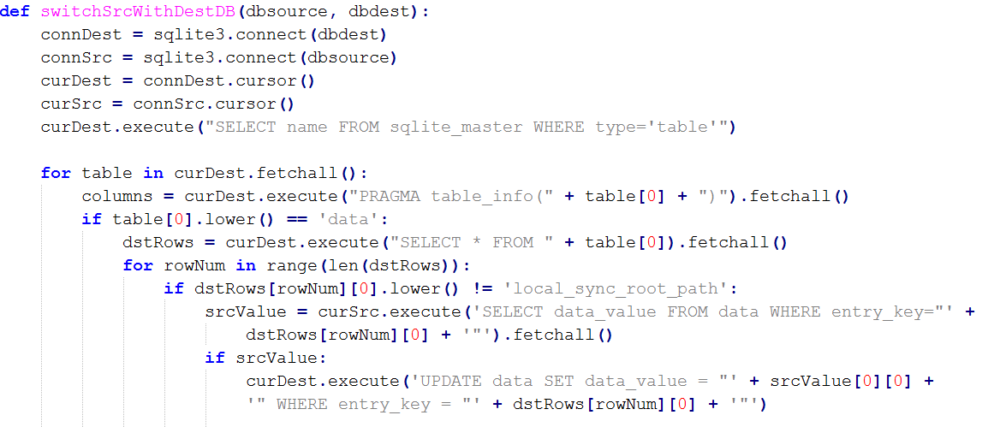 def switchSrcWithDestDB(dbsource, dbdest):
    connDest = sqlite3.connect(dbdest)
    connSrc = sqlite3.connect(dbsource)
    curDest = connDest.cursor()
    curSrc = connSrc.cursor()
    curDest.execute("SELECT name FROM sqlite_master WHERE type='table'")

    for table in curDest.fetchall():
        columns = curDest.execute("PRAGMA table_info(" + table[0] + ")").fetchall()
        if table[0].lower() == 'data':
            dstRows = curDest.execute("SELECT * FROM " + table[0]).fetchall()
            for rowNum in range(len(dstRows)):
                if dstRows[rowNum][0].lower() != 'local_sync_root_path':
                    srcValue = curSrc.execute('SELECT data_value FROM data WHERE entry_key="' +
                        dstRows[rowNum][0] + '"').fetchall()
                    if srcValue:
                        curDest.execute('UPDATE data SET data_value = "' + srcValue[0][0] +
                        '" WHERE entry_key = "' + dstRows[rowNum][0] + '"')